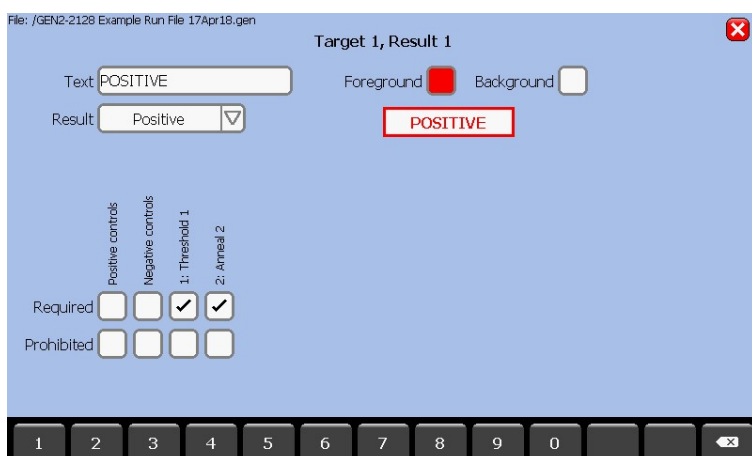 File: /GEN2-2128 Example Run File 17Apr18.gen
Target 1, Result 1
Text POSITIVE Foreground Background
Result Positive POSITIVE
Positive controls
Negative controls
1: Threshold 1
2: Anneal 2
Required
Prohibited
1 2 3 4 5 6 7 8 9 0